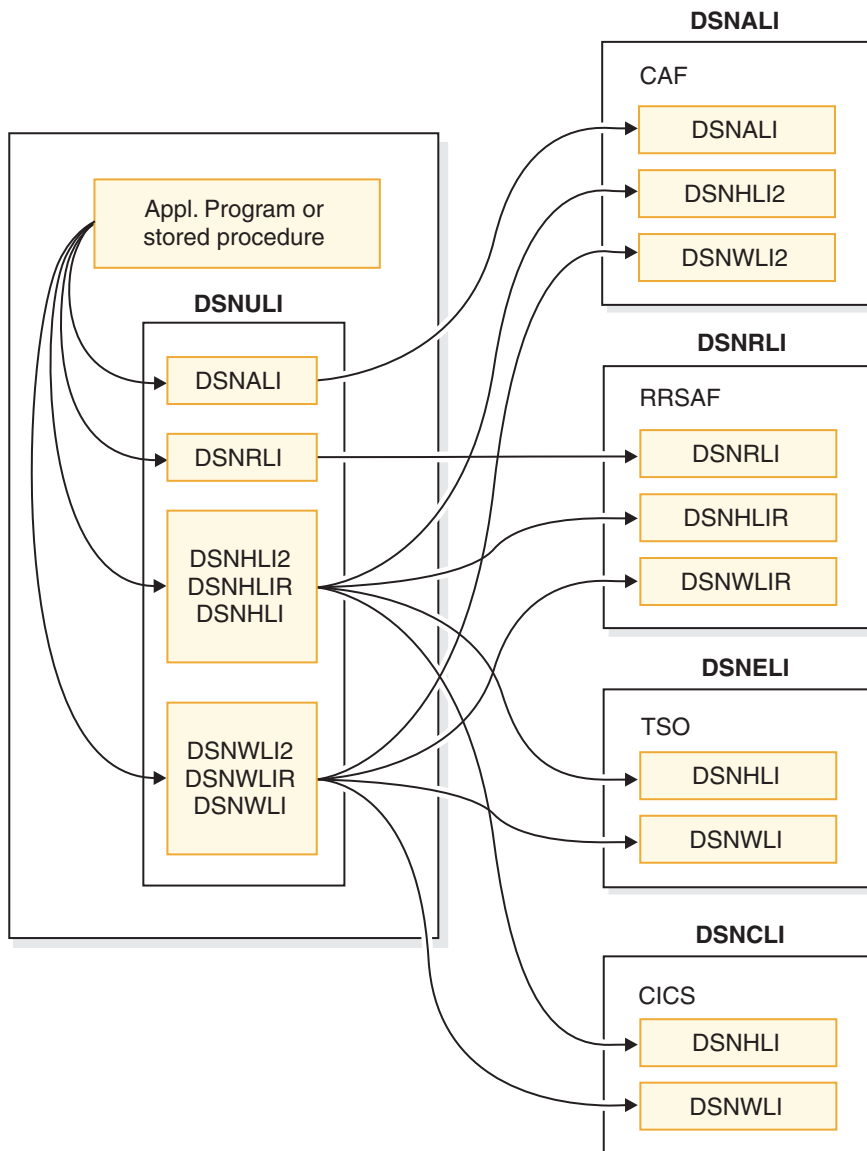 Appl. Program or
stored procedure
DSNULI
DSNALI
DSNRLI
DSNHLI2
DSNHLIR
DSNHLI
DSNWLI2
DSNWLIR
DSNWLI
DSNALI
CAF
DSNALI
DSNHLI2
DSNWLI2
DSNRLI
RRSAF
DSNRLI
DSNHLIR
DSNWLIR
DSNELI
TSO
DSNHLI
DSNWLI
DSNCLI
CICS
DSNHLI
DSNWLI